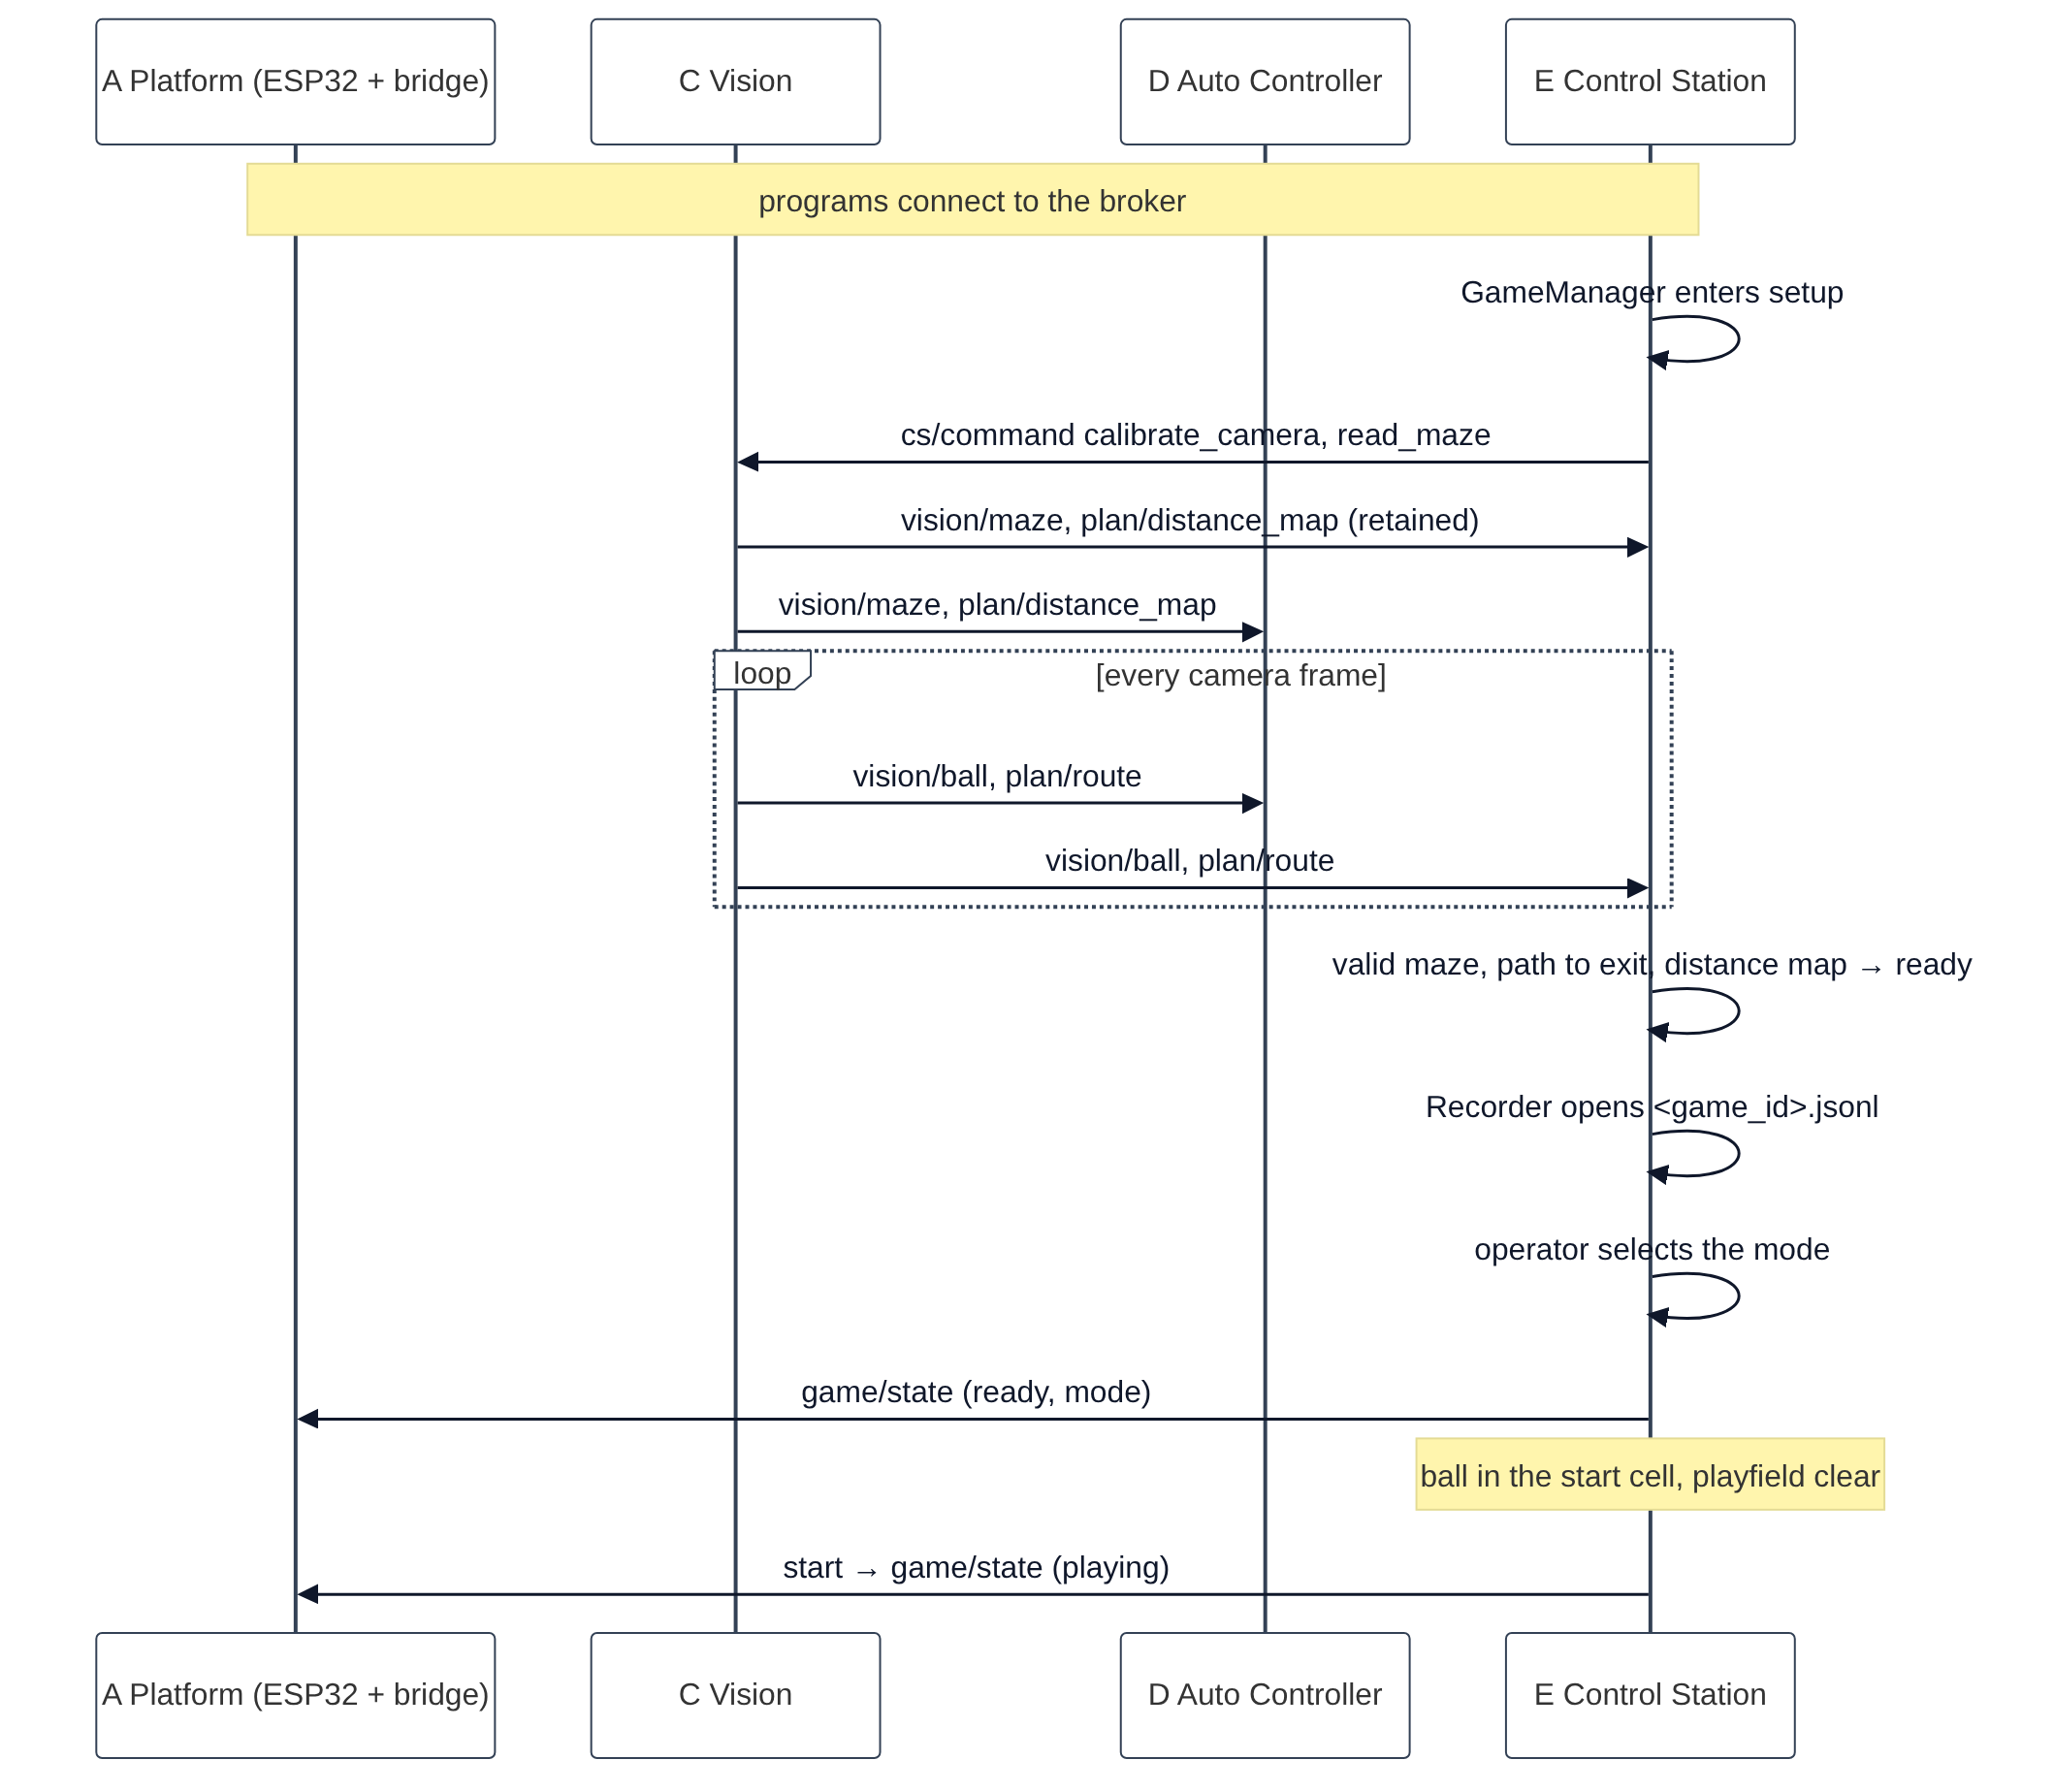 A Platform (ESP32 + bridge)
C Vision
D Auto Controller
E Control Station
programs connect to the broker
GameManager enters setup
cs/command calibrate_camera, read_maze
vision/maze, plan/distance_map (retained)
vision/maze, plan/distance_map
loop
[every camera frame]
vision/ball, plan/route
vision/ball, plan/route
valid maze, path to exit, distance map → ready
Recorder opens <game_id>.jsonl
operator selects the mode
game/state (ready, mode)
ball in the start cell, playfield clear
start → game/state (playing)
A Platform (ESP32 + bridge)
C Vision
D Auto Controller
E Control Station